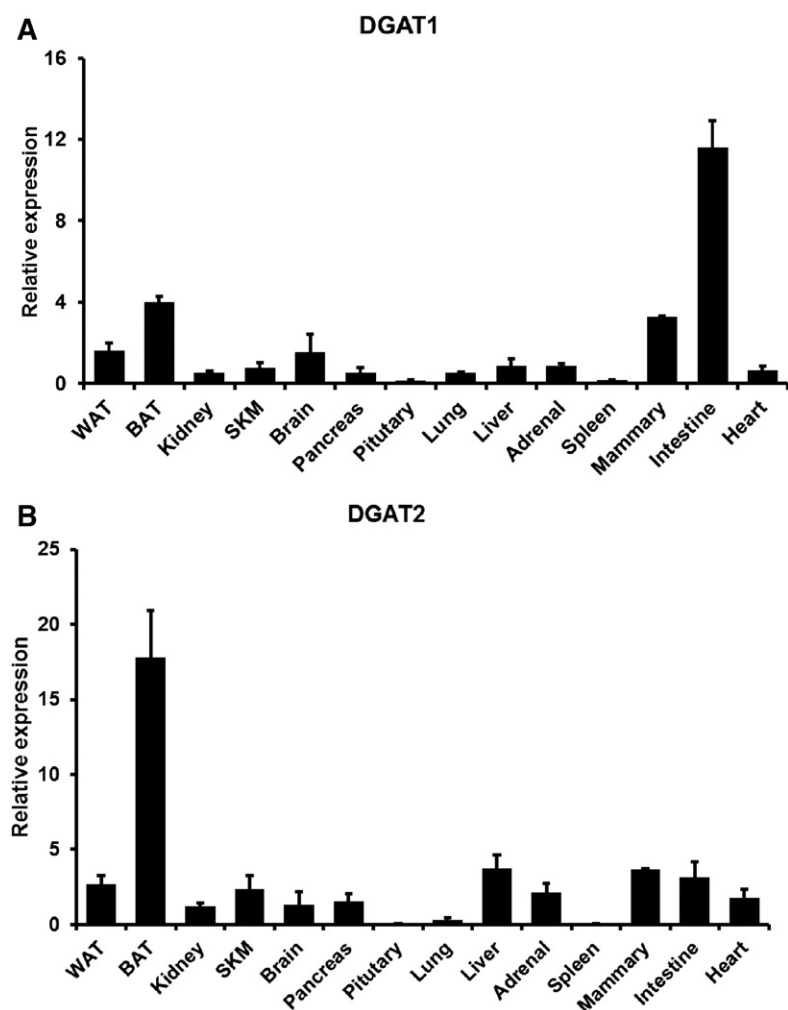 A
DGAT1
Relative expression
16
12
8
4
0
WAT
BAT
Kidney
SKM
Brain
Pancreas
Pitutary
Lung
Liver
Adrenal
Spleen
Mammary
Intestine
Heart
B
DGAT2
Relative expression
25
20
15
10
5
0
WAT
BAT
Kidney
SKM
Brain
Pancreas
Pitutary
Lung
Liver
Adrenal
Spleen
Mammary
Intestine
Heart